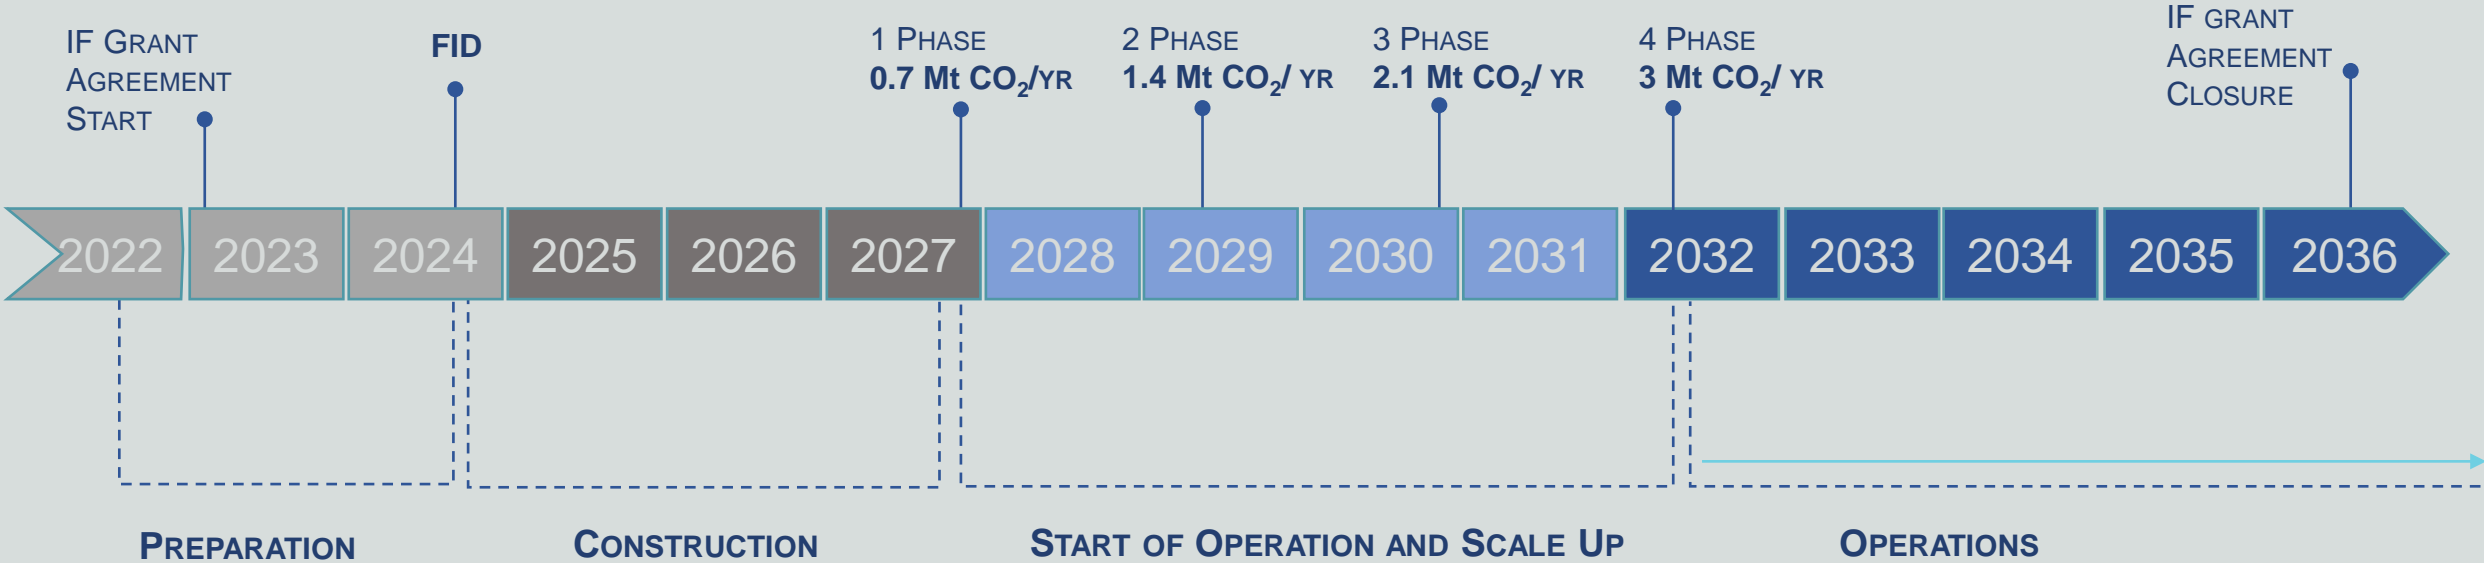 IF GRANT
AGREEMENT
START
FID
1 PHASE
0.7 Mt CO₂/YR
2 PHASE
1.4 Mt CO₂/ YR
3 PHASE
2.1 Mt CO₂/ YR
4 PHASE
3 Mt CO₂/ YR
IF GRANT
AGREEMENT
CLOSURE
2022 2023 2024 2025 2026 2027 2028 2029 2030 2031 2032 2033 2034 2035 2036
PREPARATION
CONSTRUCTION
START OF OPERATION AND SCALE UP
OPERATIONS